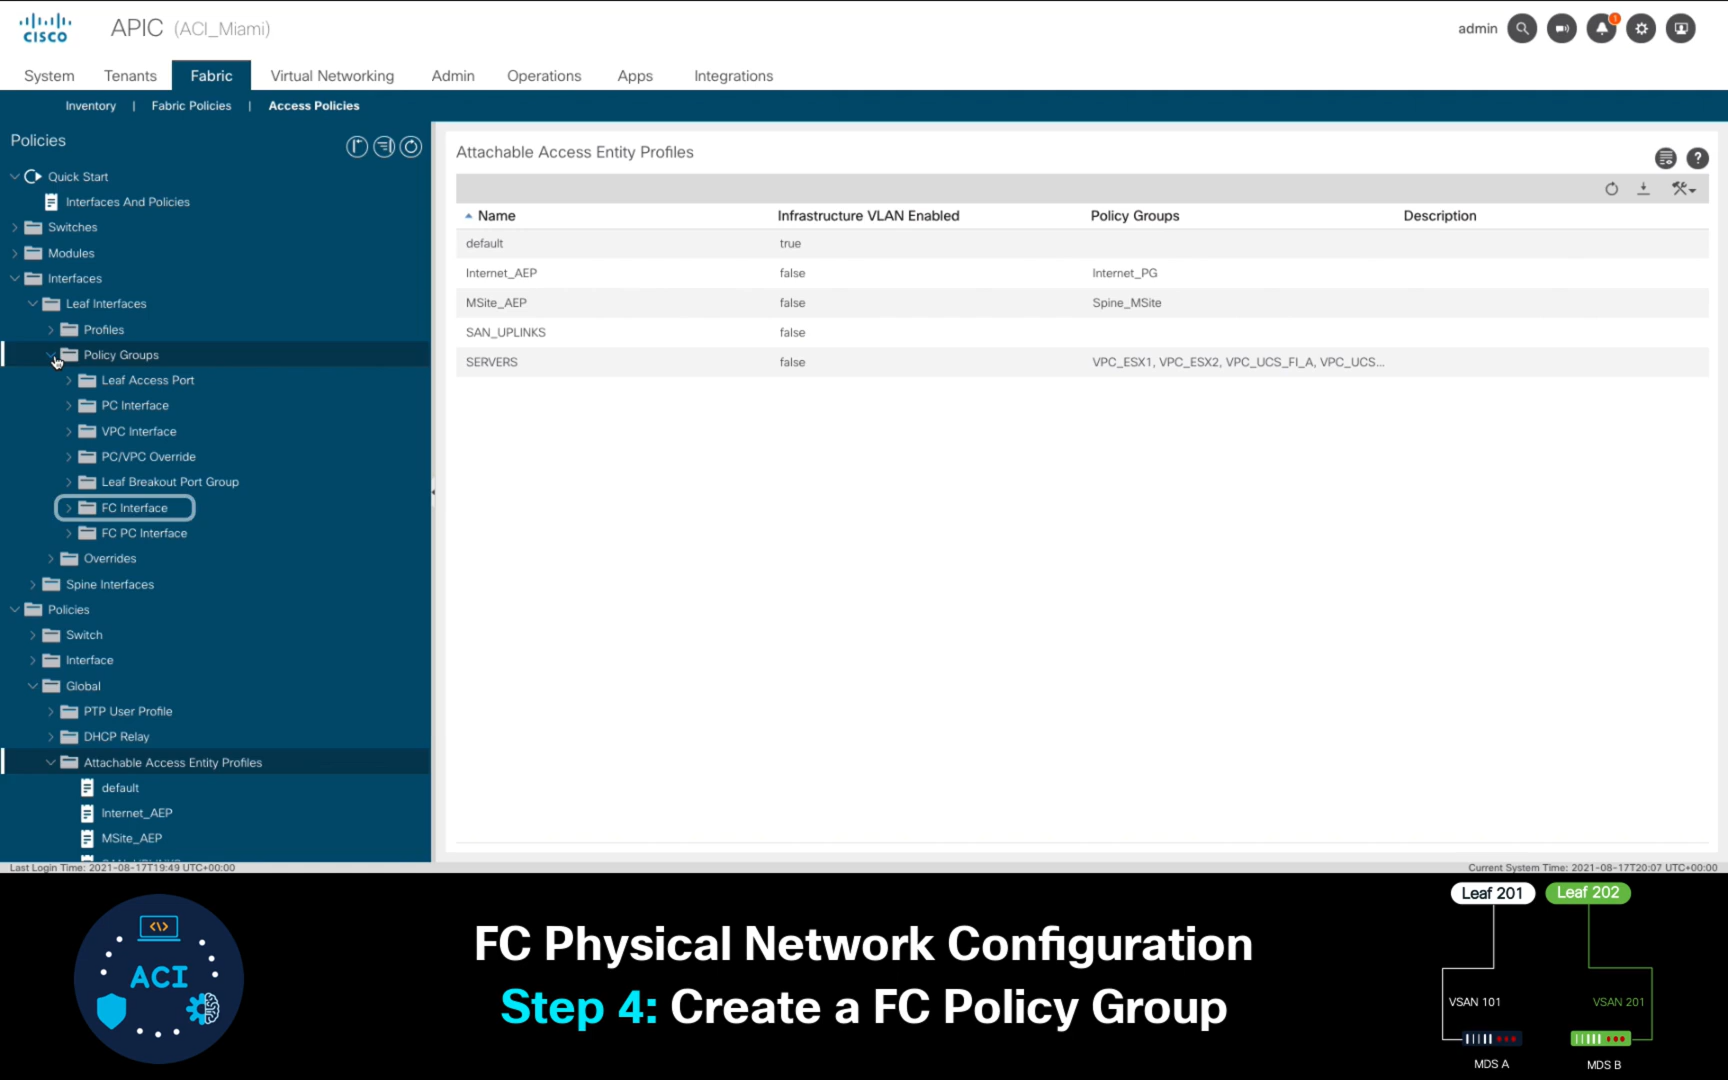 CISCO
APIC (ACI_Miami)
admin
1
System Tenants Fabric Virtual Networking Admin Operations Apps Integrations
Inventory | Fabric Policies | Access Policies
Policies
Quick Start
Interfaces And Policies
Switches
Modules
Interfaces
Leaf Interfaces
Profiles
Policy Groups
Leaf Access Port
PC Interface
VPC Interface
PC/VPC Override
Leaf Breakout Port Group
FC Interface
FC PC Interface
Overrides
Spine Interfaces
Policies
Switch
Interface
Global
PTP User Profile
DHCP Relay
Attachable Access Entity Profiles
default
Internet_AEP
MSite_AEP
Attachable Access Entity Profiles
?
Name Infrastructure VLAN Enabled Policy Groups Description
default true
Internet_AEP false Internet_PG
MSite_AEP false Spine_MSite
SAN_UPLINKS false
SERVERS false VPC_ESX1, VPC_ESX2, VPC_UCS_FI_A, VPC_UCS...
Last Login Time: 2021-08-17T19:49 UTC+00:00
Current System Time: 2021-08-17T20:07 UTC+00:00
</> ACI
FC Physical Network Configuration
Step 4: Create a FC Policy Group
Leaf 201 Leaf 202
VSAN 101 VSAN 201
MDS A MDS B